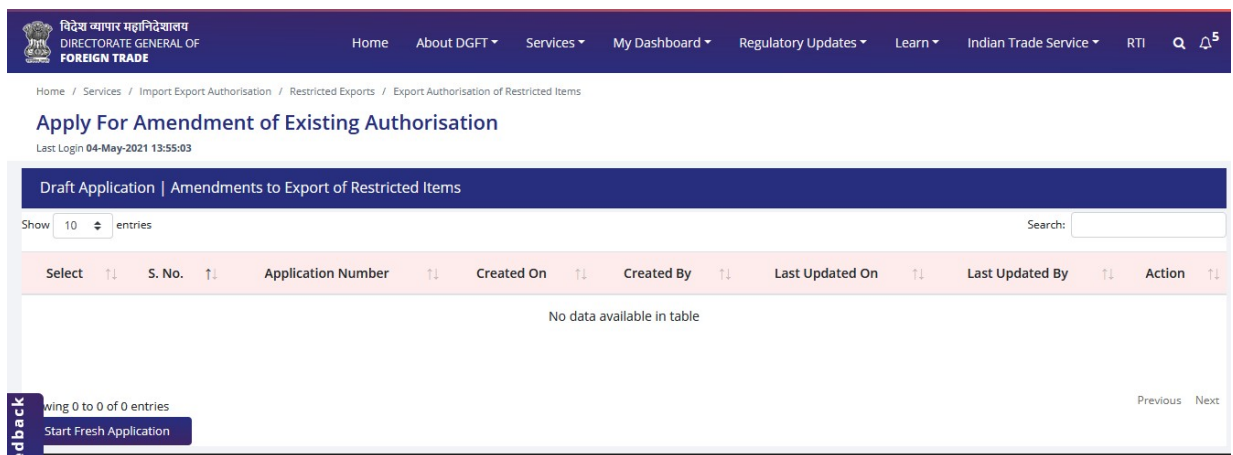 विदेश व्यापार महानिदेशालय
DIRECTORATE GENERAL OF
FOREIGN TRADE
Home About DGFT Services My Dashboard Regulatory Updates Learn Indian Trade Service RTI 5
Home / Services / Import Export Authorisation / Restricted Exports / Export Authorisation of Restricted Items
Apply For Amendment of Existing Authorisation
Last Login 04-May-2021 13:55:03
Draft Application | Amendments to Export of Restricted Items
Show 10 entries Search:
Select S. No. Application Number Created On Created By Last Updated On Last Updated By Action
No data available in table
wing 0 to 0 of 0 entries
Previous Next
Start Fresh Application
dback